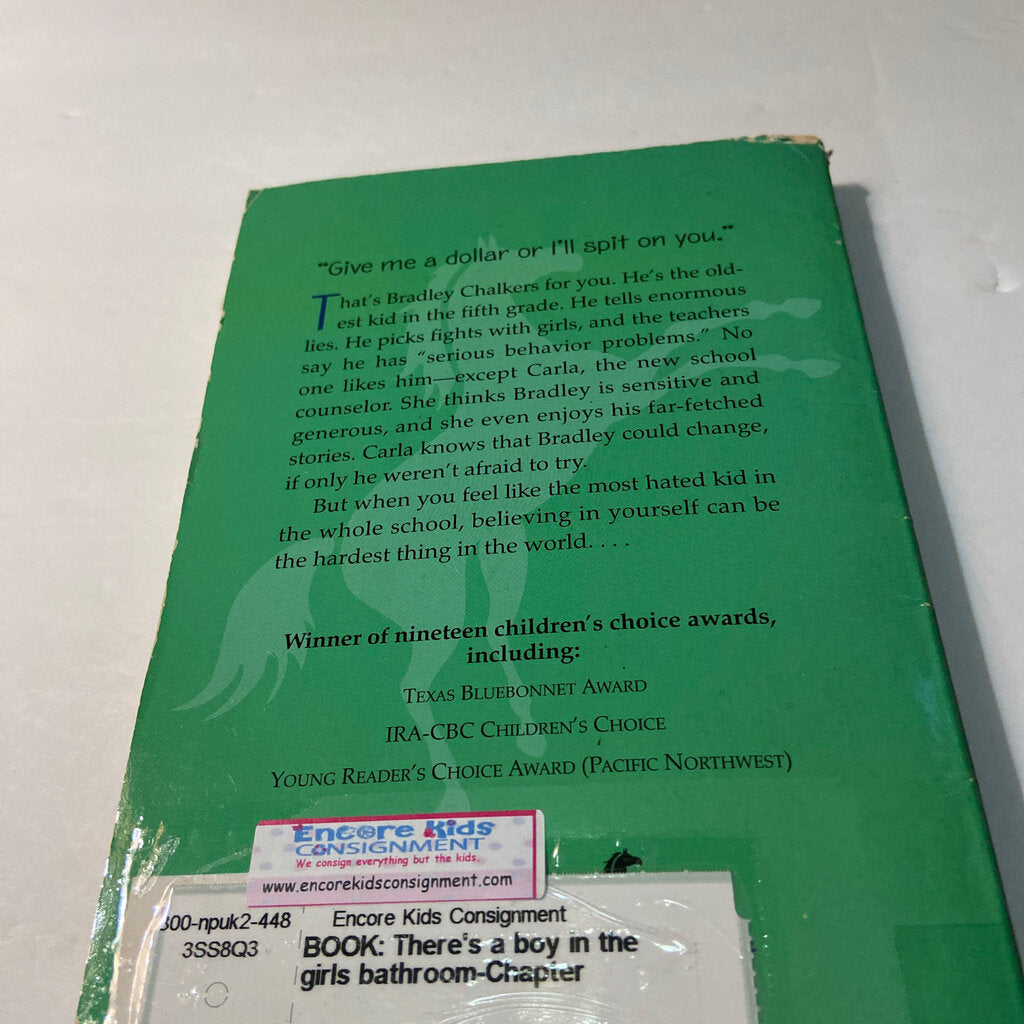 “Give me a dollar or I’ll spit on you.”
That’s Bradley Chalkers for you. He’s the old-
est kid in the fifth grade. He tells enormous
lies. He picks fights with girls, and the teachers
say he has “serious behavior problems.” No
one likes him—except Carla, the new school
counselor. She thinks Bradley is sensitive and
generous, and she even enjoys his far-fetched
stories. Carla knows that Bradley could change,
if only he weren’t afraid to try.
But when you feel like the most hated kid in
the whole school, believing in yourself can be
the hardest thing in the world. . . .
Winner of nineteen children’s choice awards,
including:
TEXAS BLUEBONNET AWARD
IRA-CBC CHILDREN’S CHOICE
YOUNG READER’S CHOICE AWARD (PACIFIC NORTHWEST)
Encore Kids
CONSIGNMENT
We consign everything but the kids.
www.encorekidsconsignment.com
300-npuk2-448
Encore Kids Consignment
3SS8Q3
BOOK: There's a boy in the
girls bathroom-Chapter